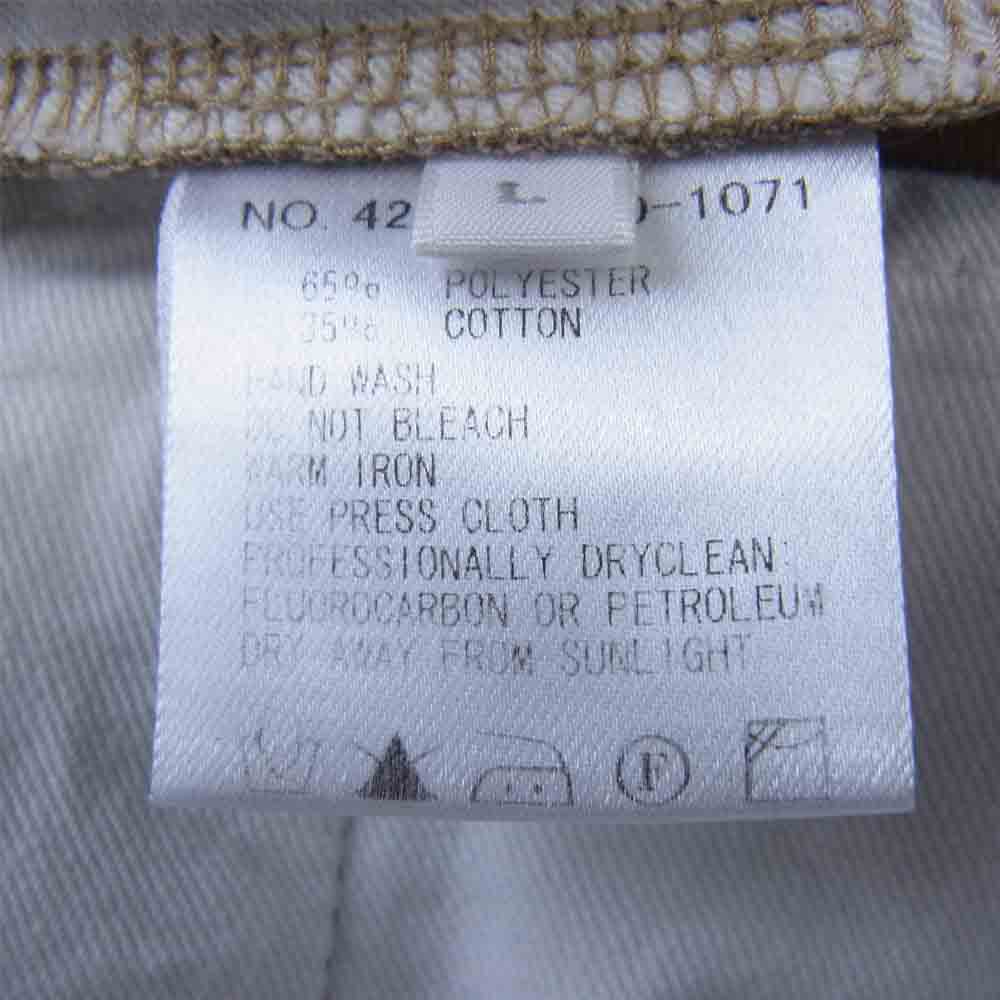 L
NO. 42 0-1071
65% POLYESTER
35% COTTON
HAND WASH
DO NOT BLEACH
WARM IRON
USE PRESS CLOTH
PROFESSIONALLY DRYCLEAN:
FLUOROCARBON OR PETROLEUM
DRY AWAY FROM SUNLIGHT
F